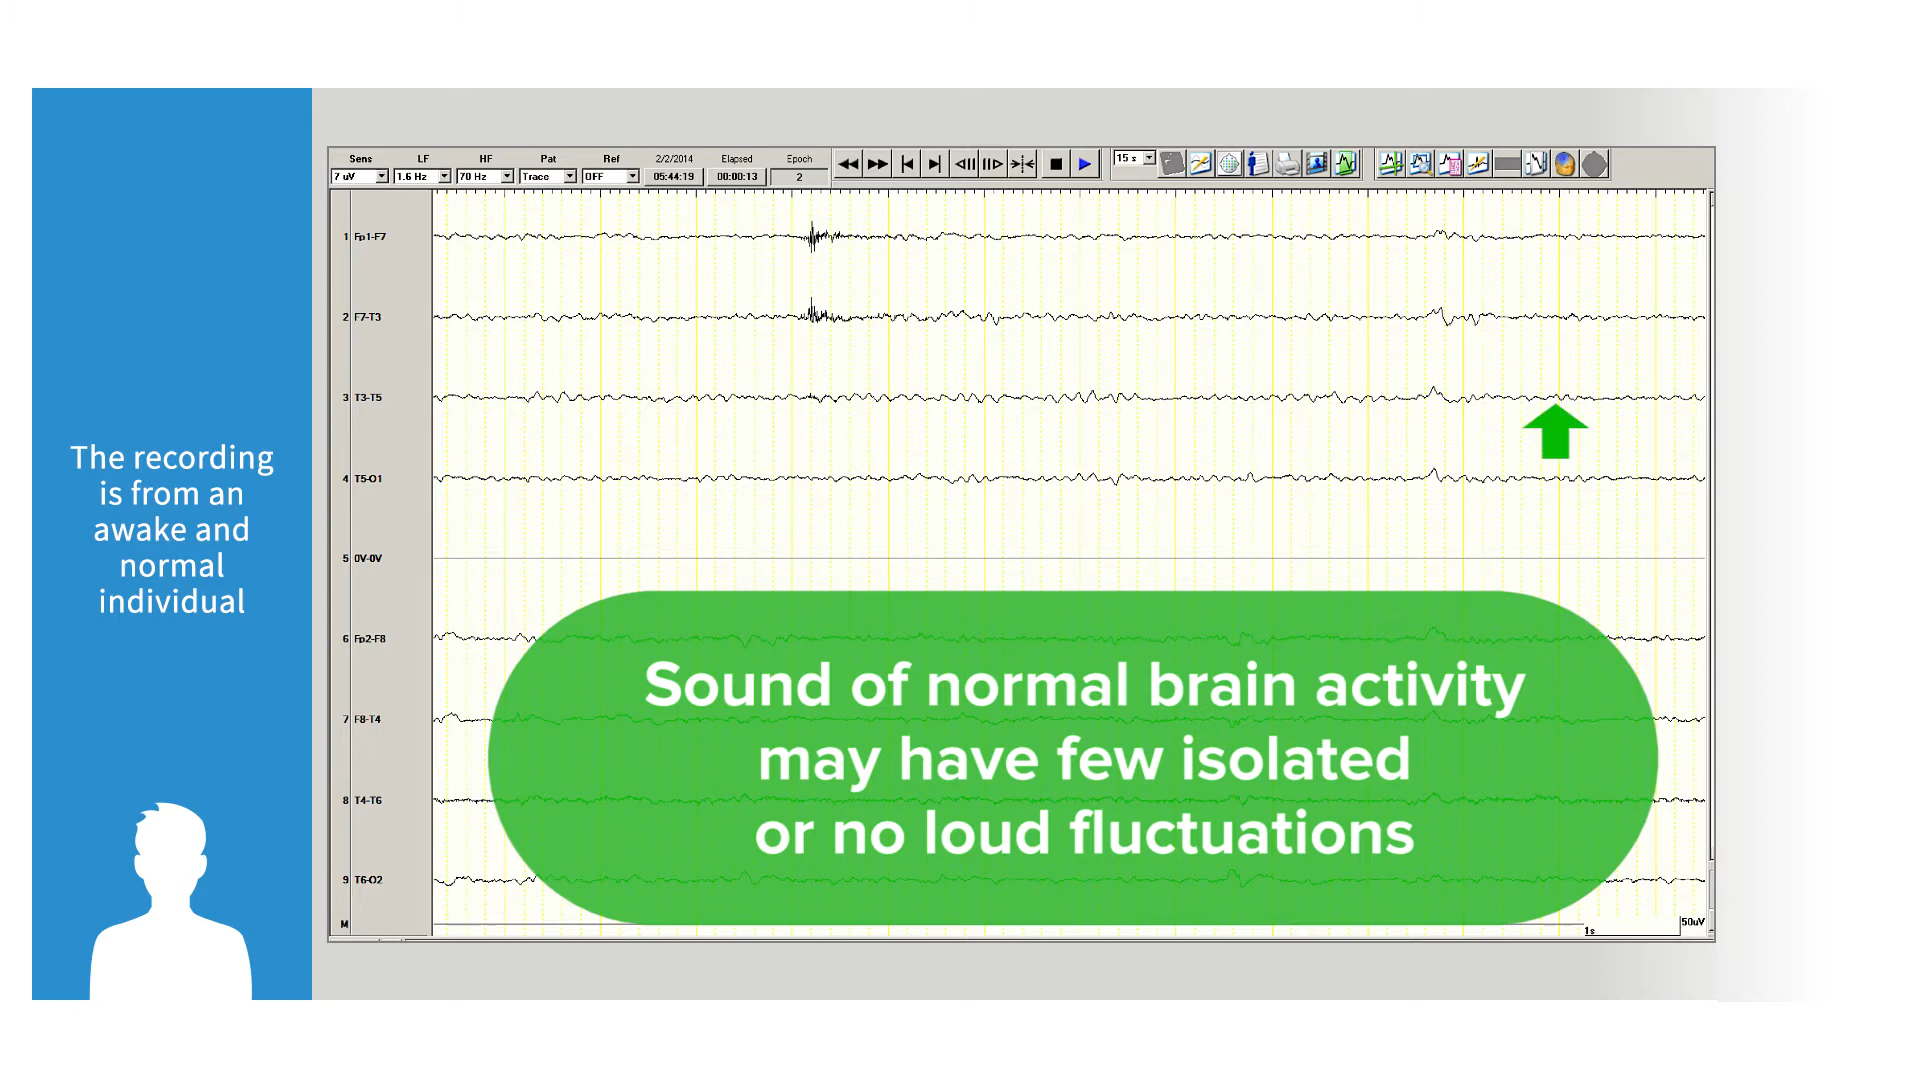 Sens LF HF Pat Ref 2/2/2014 Elapsed Epoch
7 uV 1.6 Hz 70 Hz Trace OFF 05:44:19 00:00:13 2
15 s
1 Fp1-F7
2 F7-T3
3 T3-T5
4 T5-O1
5 0V-0V
6 Fp2-F8
7 F8-T4
8 T4-T6
9 T6-O2
M
1s
50uV
The recording
is from an
awake and
normal
individual
Sound of normal brain activity
may have few isolated
or no loud fluctuations